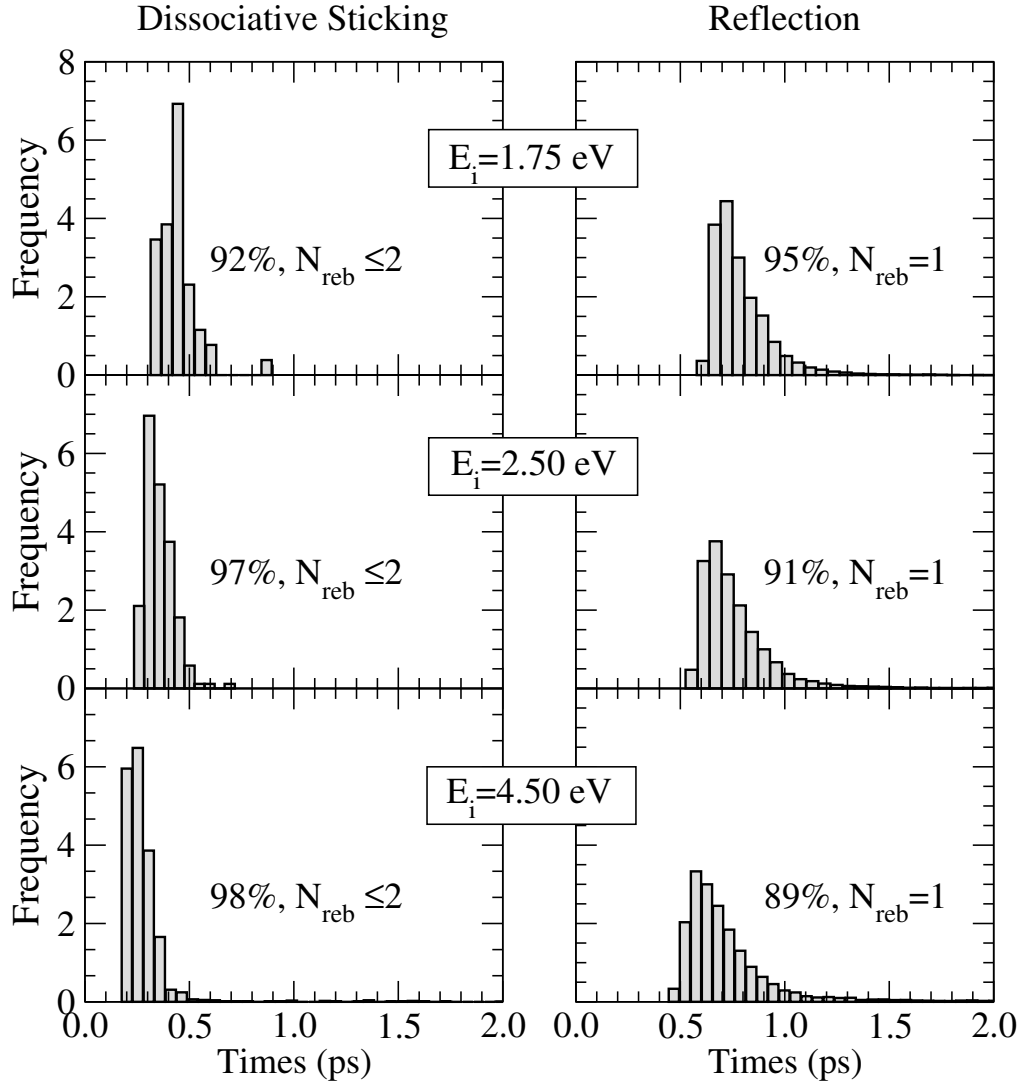 Dissociative Sticking
Reflection
8
6
4
2
0
Frequency
E_i=1.75 eV
92%, N_reb ≤2
95%, N_reb=1
6
4
2
0
Frequency
E_i=2.50 eV
97%, N_reb ≤2
91%, N_reb=1
6
4
2
0
Frequency
E_i=4.50 eV
98%, N_reb ≤2
89%, N_reb=1
0.0 0.5 1.0 1.5 2.0
0.0 0.5 1.0 1.5 2.0
Times (ps)
Times (ps)